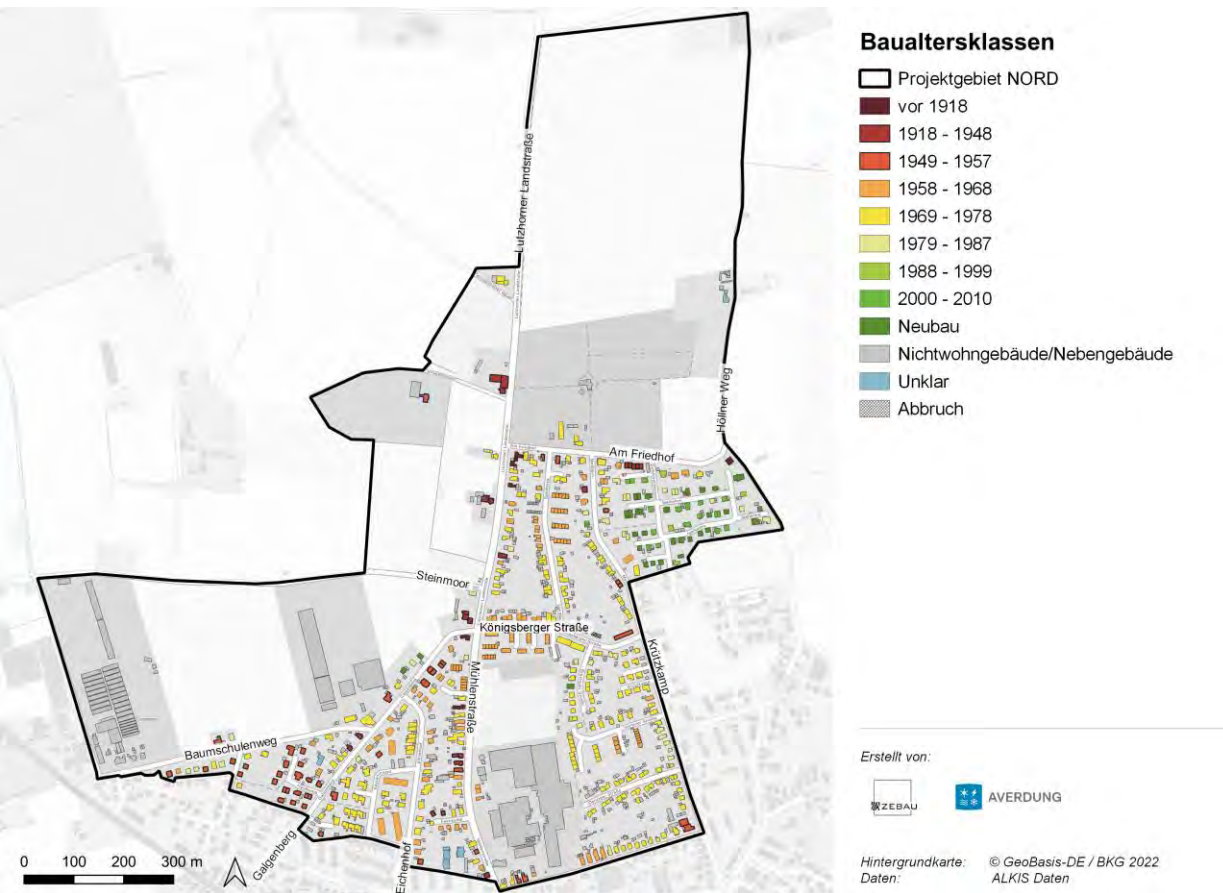 Baualtersklassen
Projektgebiet NORD
vor 1918
1918 - 1948
1949 - 1957
1958 - 1968
1969 - 1978
1979 - 1987
1988 - 1999
2000 - 2010
Neubau
Nichtwohngebäude/Nebengebäude
Unklar
Abbruch
Lutzhorner Landstraße
Höllner Weg
Am Friedhof
Steinmoor
Königsberger Straße
Krützkamp
Mühlenstraße
Baumschulenweg
Galgenberg
Eichenhof
0 100 200 300 m
Erstellt von:
ZEBAU
AVERDUNG
Hintergrundkarte: © GeoBasis-DE / BKG 2022
Daten: ALKIS Daten